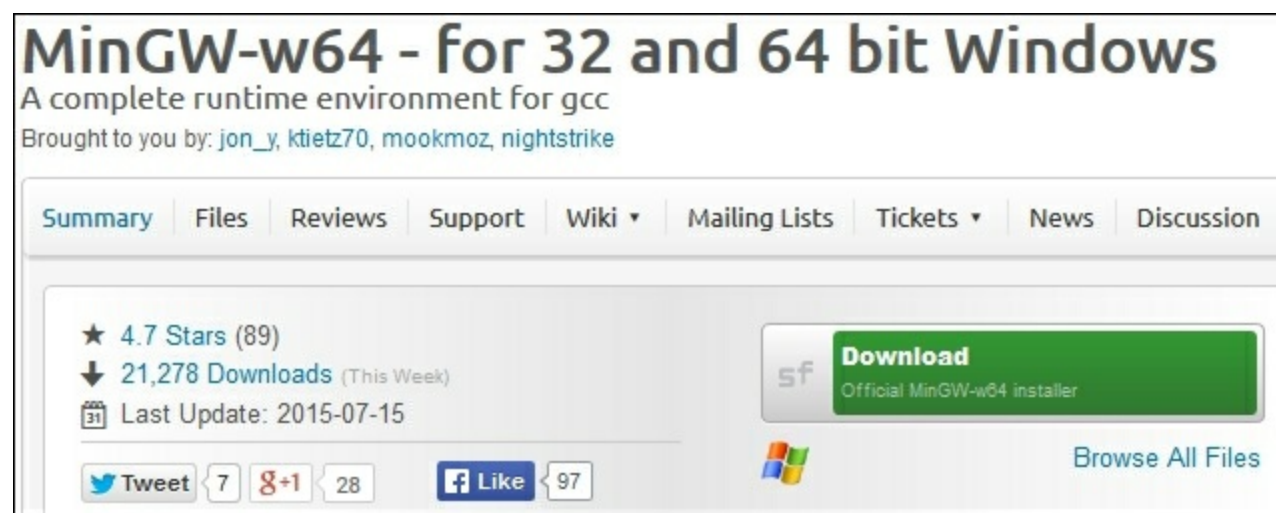 MinGW-w64 - for 32 and 64 bit Windows
A complete runtime environment for gcc
Brought to you by: jon_y, ktietz70, mookmoz, nightstrike
Summary Files Reviews Support Wiki ▾ Mailing Lists Tickets ▾ News Discussion
★ 4.7 Stars (89)
21,278 Downloads (This Week)
31 Last Update: 2015-07-15
sf Download
Official MinGW-w64 installer
Browse All Files
Tweet 7 g+1 28 f Like 97